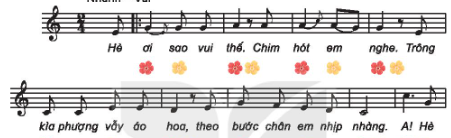 Hè ơi sao vui thế. Chim hót em nghe. Trông
kìa phượng vẫy áo hoa, theo bước chân em nhịp nhàng. A! Hè